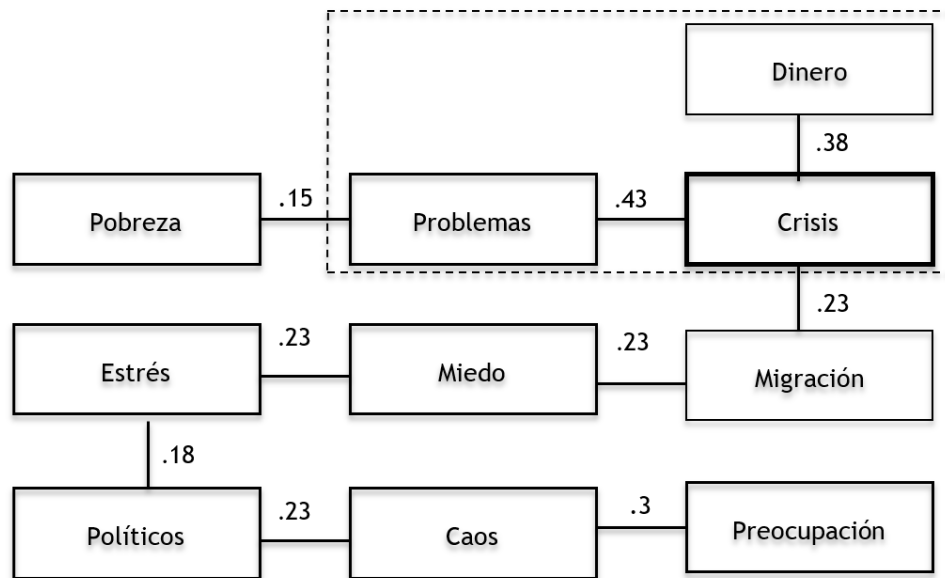 Dinero
.38
Pobreza
.15
Problemas
.43
Crisis
.23
Estrés
.23
Miedo
.23
Migración
.18
Políticos
.23
Caos
.3
Preocupación